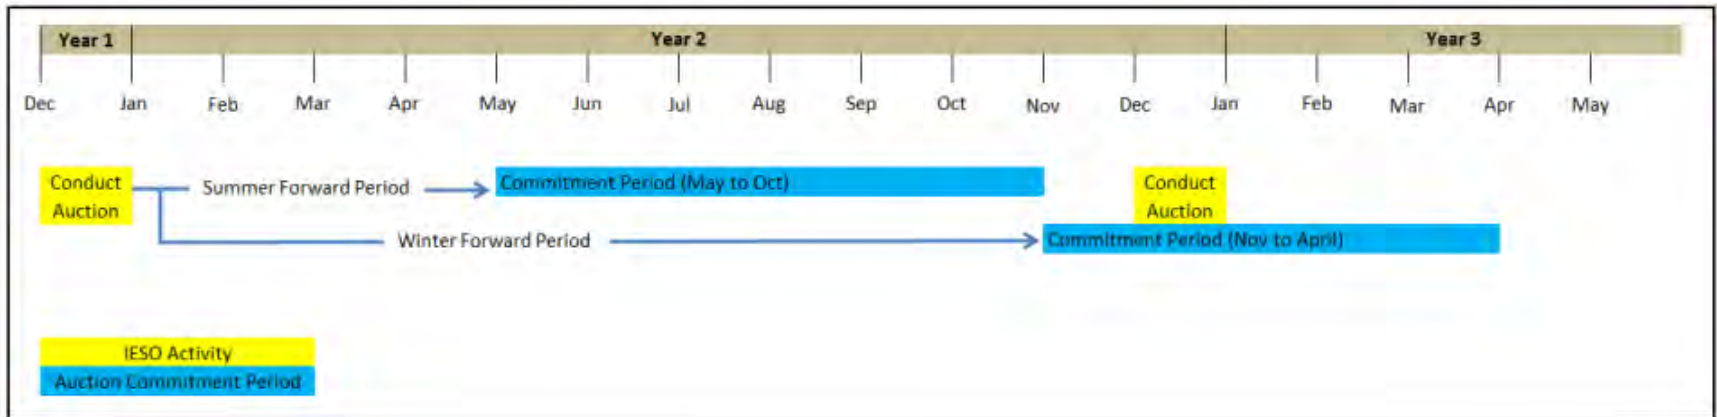 Year 1 Year 2 Year 3
Dec Jan Feb Mar Apr May Jun Jul Aug Sep Oct Nov Dec Jan Feb Mar Apr May
Conduct
Auction
Summer Forward Period
Commitment Period (May to Oct)
Conduct
Auction
Winter Forward Period
Commitment Period (Nov to April)
IESO Activity
Auction Commitment Period